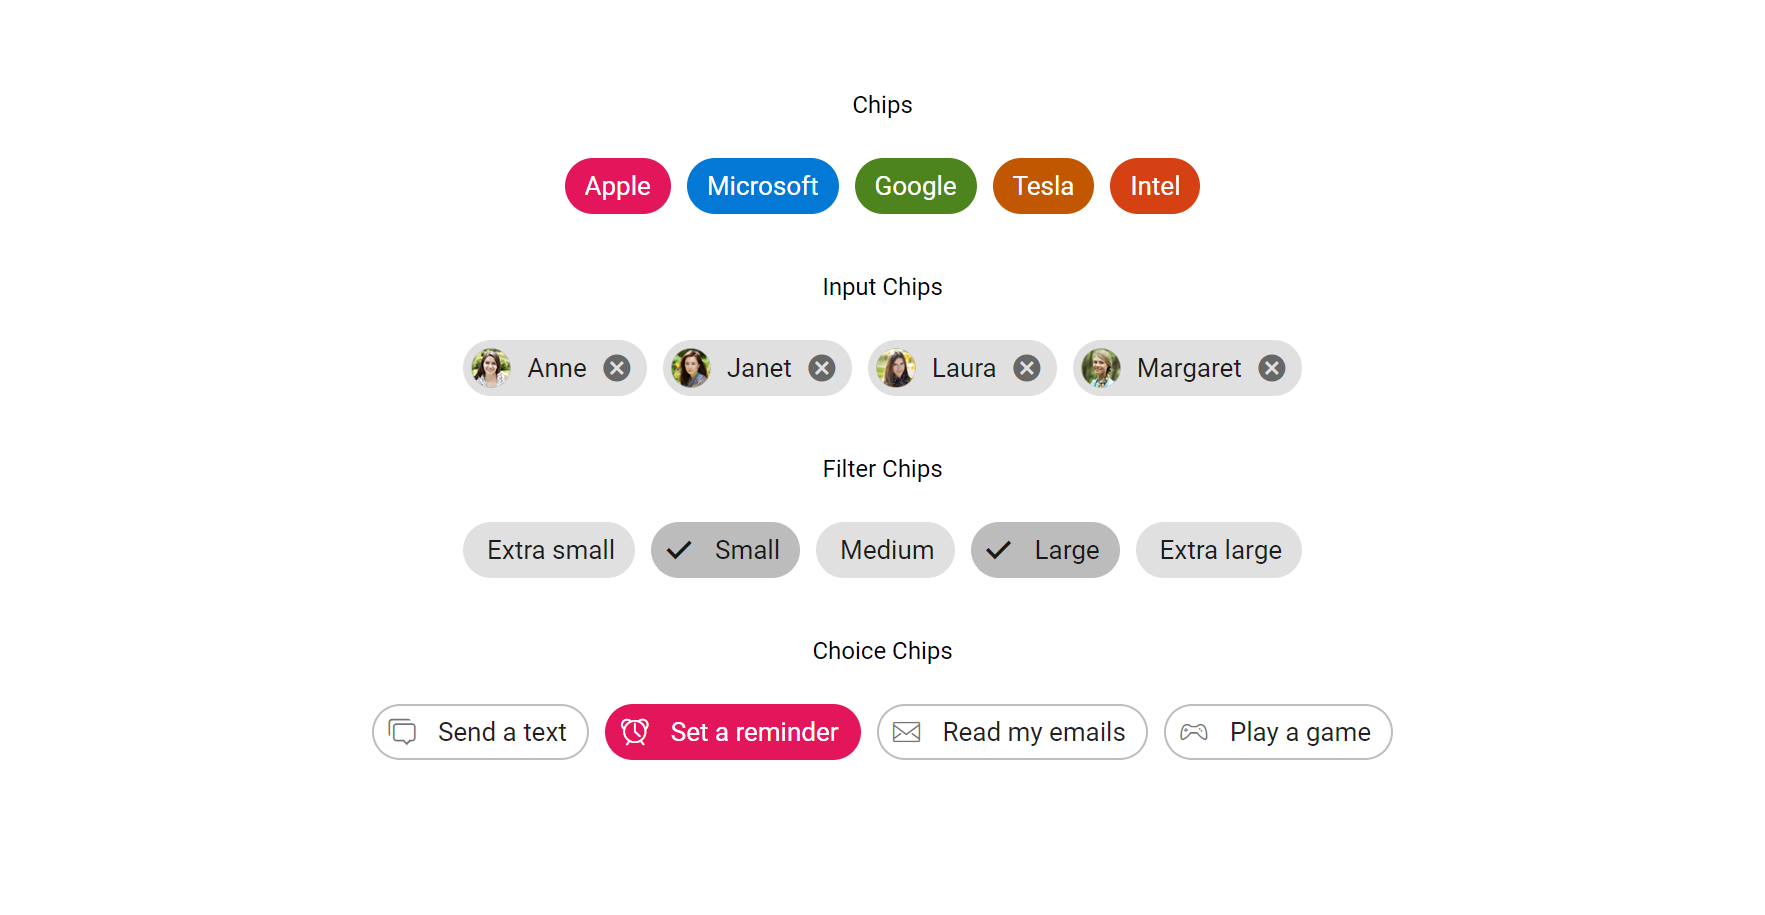 Chips
Apple Microsoft Google Tesla Intel
Input Chips
Anne Janet Laura Margaret
Filter Chips
Extra small Small Medium Large Extra large
Choice Chips
Send a text Set a reminder Read my emails Play a game